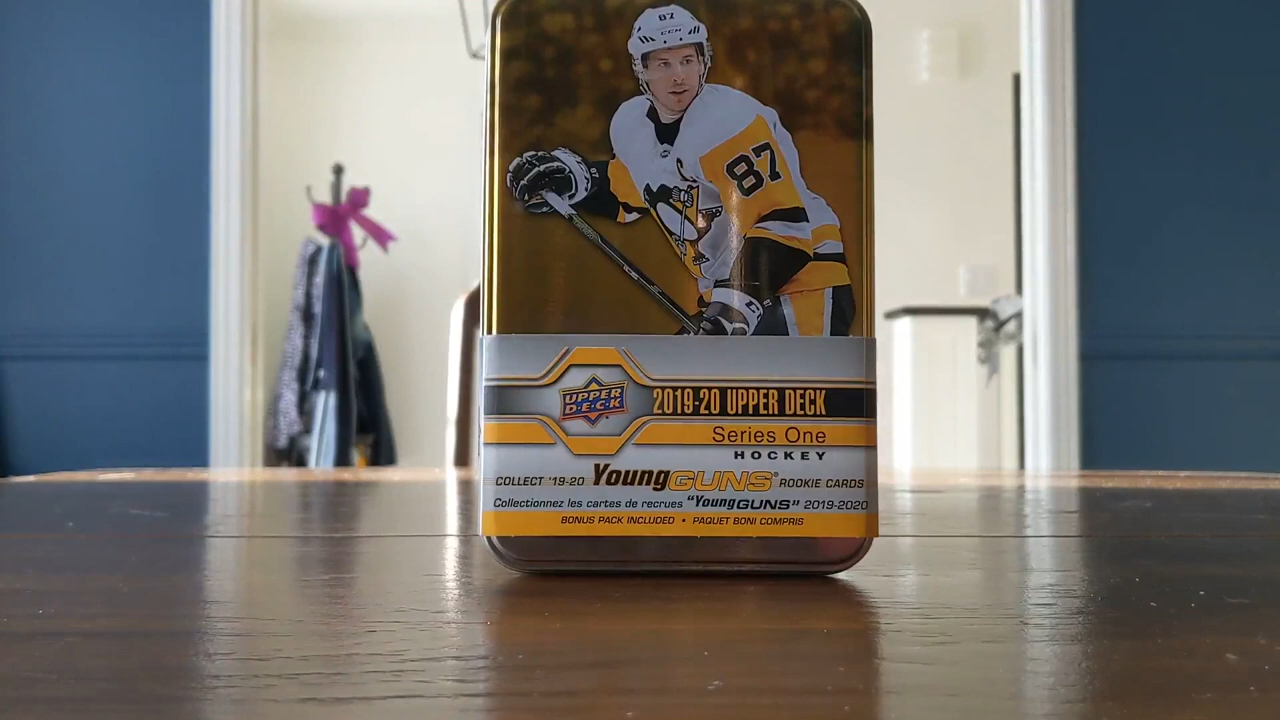 87
CCM
C
87
UPPER
D·E·C·K
2019-20 UPPER DECK
Series One
HOCKEY
COLLECT '19-20 YoungGUNS® ROOKIE CARDS
Collectionnez les cartes de recrues "YoungGUNS" 2019-2020
BONUS PACK INCLUDED • PAQUET BONI COMPRIS